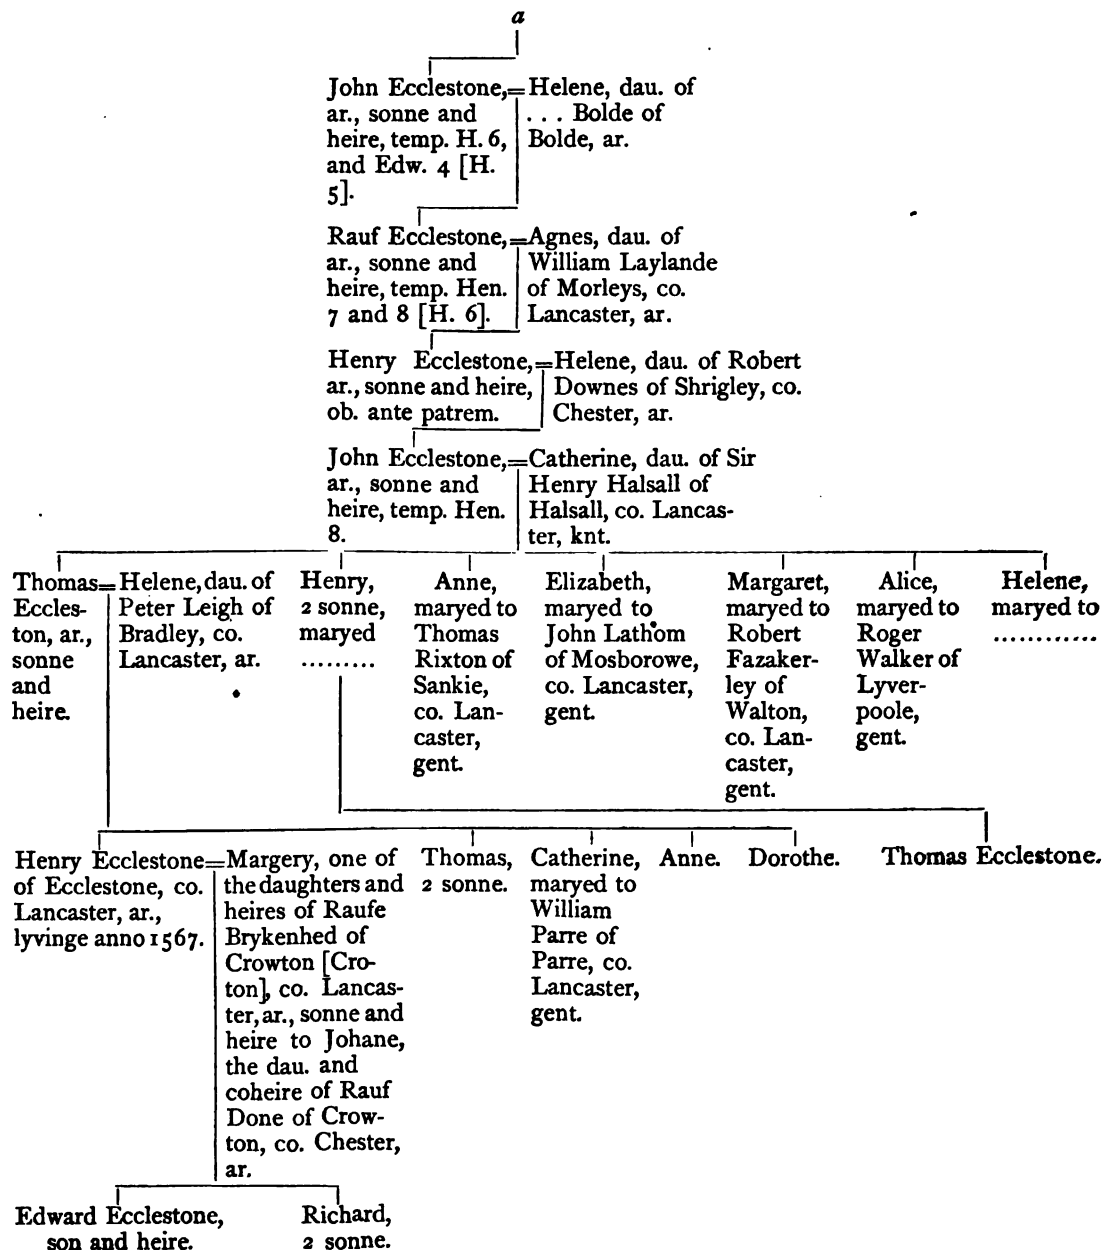 a
John Ecclestone,=
ar., sonne and
heire, temp. H. 6,
and Edw. 4 [H.
5].
Helene, dau. of
. . . Bolde of
Bolde, ar.
Rauf Ecclestone,=
ar., sonne and
heire, temp. Hen.
7 and 8 [H. 6].
Agnes, dau. of
William Laylande
of Morleys, co.
Lancaster, ar.
Henry Ecclestone,=
ar., sonne and heire,
ob. ante patrem.
Helene, dau. of Robert
Downes of Shrigley, co.
Chester, ar.
John Ecclestone,=
ar., sonne and
heire, temp. Hen.
8.
Catherine, dau. of Sir
Henry Halsall of
Halsall, co. Lancas-
ter, knt.
Thomas=
Eccles-
ton, ar.,
sonne
and
heire.
Helene, dau. of
Peter Leigh of
Bradley, co.
Lancaster, ar.
Henry,
2 sonne,
maryed
.........
Anne,
maryed to
Thomas
Rixton of
Sankie,
co. Lan-
caster,
gent.
Elizabeth,
maryed to
John Lathom
of Mosborowe,
co. Lancaster,
gent.
Margaret,
maryed to
Robert
Fazaker-
ley of
Walton,
co. Lan-
caster,
gent.
Alice,
maryed to
Roger
Walker of
Lyver-
poole,
gent.
Helene,
maryed to
............
Henry Ecclestone=
of Ecclestone, co.
Lancaster, ar.,
lyvinge anno 1567.
Margery, one of
the daughters and
heires of Raufe
Brykenhed of
Crowton [Cro-
ton], co. Lancas-
ter, ar., sonne and
heire to Johane,
the dau. and
coheire of Rauf
Done of Crow-
ton, co. Chester,
ar.
Thomas,
2 sonne.
Catherine,
maryed to
William
Parre of
Parre, co.
Lancaster,
gent.
Anne.
Dorothe.
Thomas Ecclestone.
Edward Ecclestone,
son and heire.
Richard,
2 sonne.